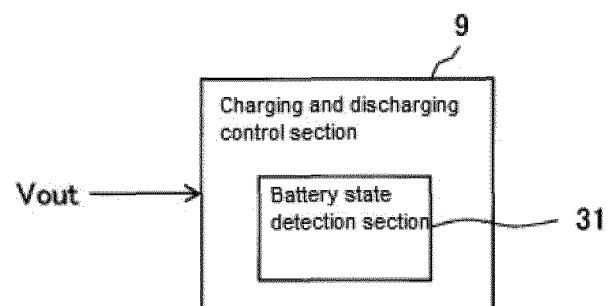 9
Charging and discharging
control section
Vout
Battery state
detection section
31